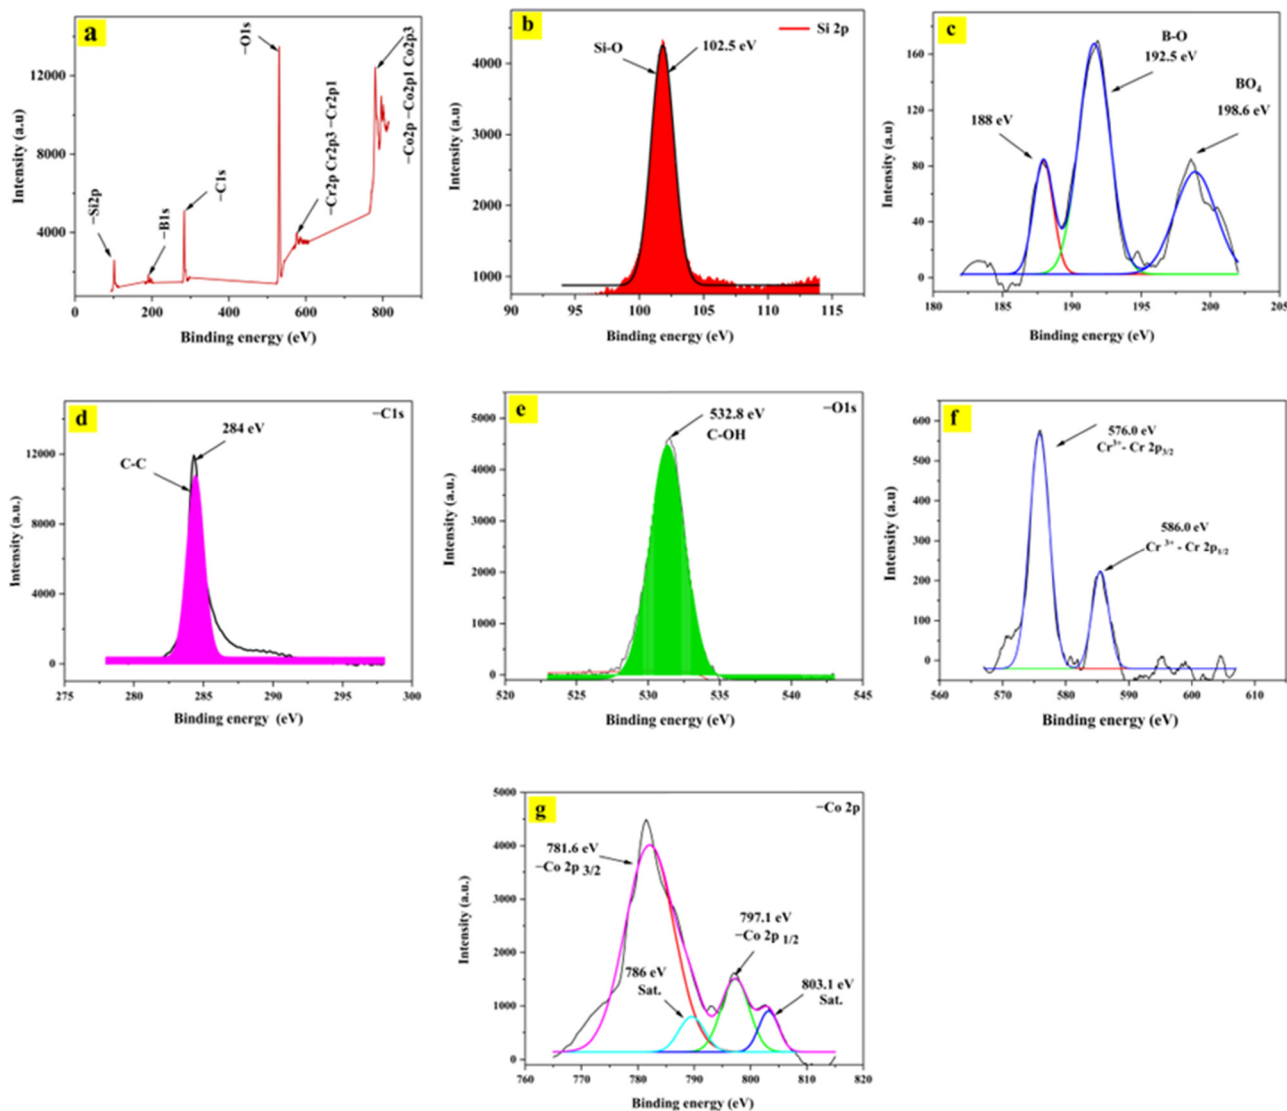 a
Intensity (a.u)
12000
8000
4000
0
200
400
600
800
Binding energy (eV)
−Si2p
−B1s
−C1s
−O1s
−Cr2p Cr2p3 −Cr2p1
−Co2p −Co2p1 Co2p3
b
Si 2p
Si-O
102.5 eV
Intensity (a.u)
4000
3000
2000
1000
90
95
100
105
110
115
Binding energy (eV)
c
B-O
192.5 eV
BO4
198.6 eV
188 eV
Intensity (a.u)
160
120
80
40
0
180
185
190
195
200
205
Binding energy (eV)
d
−C1s
284 eV
C-C
Intensity (a.u.)
12000
8000
4000
0
275
280
285
290
295
300
Binding energy (eV)
e
−O1s
532.8 eV
C-OH
Intensity (a.u.)
5000
4000
3000
2000
1000
0
520
525
530
535
540
545
Binding energy (eV)
f
576.0 eV
Cr3+- Cr 2p3/2
586.0 eV
Cr 3+ - Cr 2p1/2
Intensity (a.u)
600
500
400
300
200
100
0
560
570
580
590
600
610
Binding energy (eV)
g
−Co 2p
781.6 eV
−Co 2p 3/2
797.1 eV
−Co 2p 1/2
786 eV
Sat.
803.1 eV
Sat.
Intensity (a.u.)
5000
4000
3000
2000
1000
0
760
770
780
790
800
810
820
Binding energy (eV)